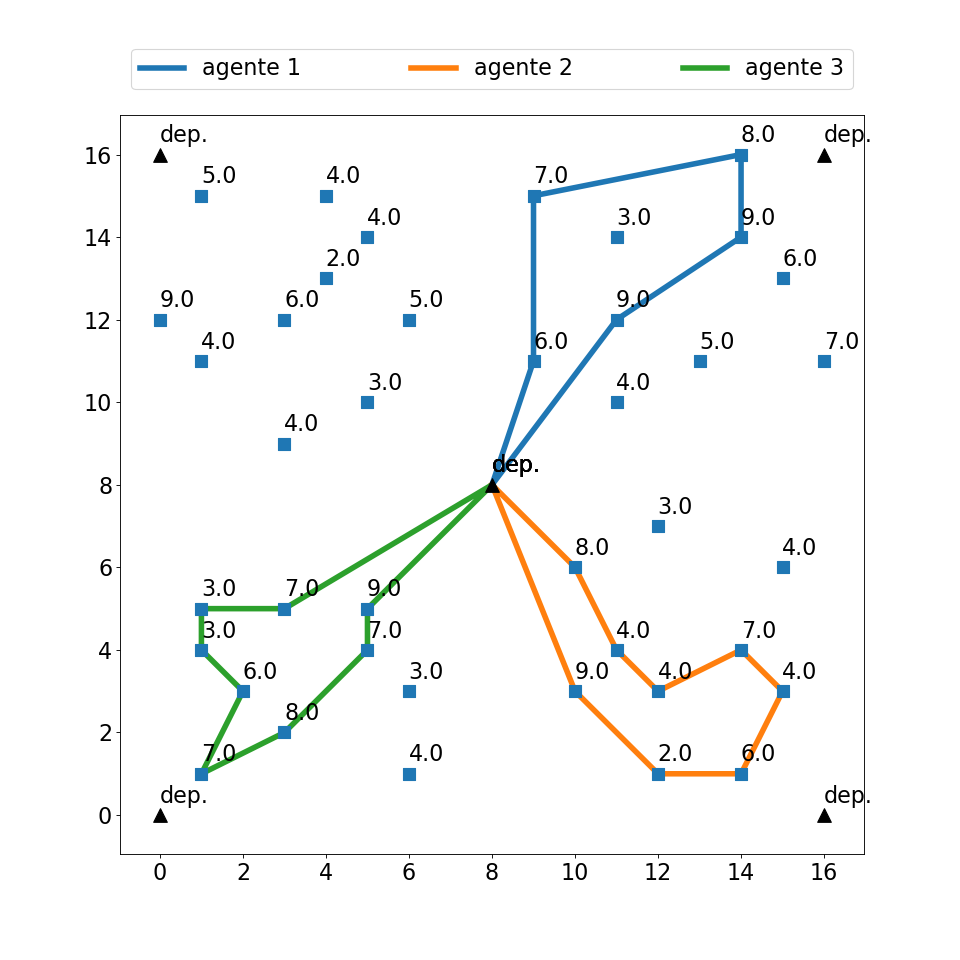 agente 1 agente 2 agente 3
dep. 8.0 dep.
16
5.0 4.0 7.0
4.0 3.0 9.0
14
2.0 6.0
9.0 6.0 5.0 9.0
12
4.0 6.0 5.0 7.0
3.0 4.0
10
4.0
dep.
8
3.0
8.0 4.0
6
3.0 7.0 9.0
3.0 7.0 4.0 7.0
4
6.0 3.0 9.0 4.0 4.0
8.0
2
7.0 4.0 2.0 6.0
dep. dep.
0
0 2 4 6 8 10 12 14 16